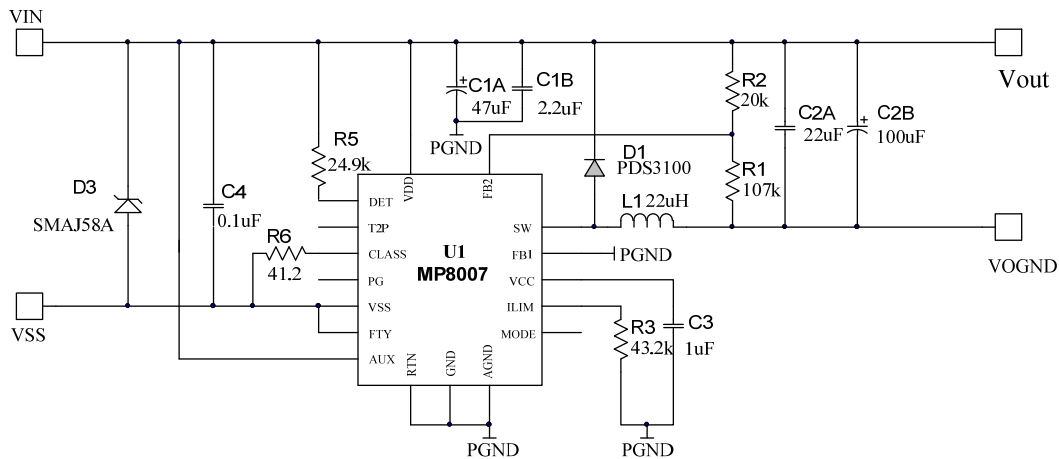 VIN
Vout
C1A
47uF
C1B
2.2uF
R2
20k
C2A
22uF
C2B
100uF
PGND
R5
24.9k
D1
PDS3100
R1
107k
D3
SMAJ58A
C4
0.1uF
VDD
FB2
L1 22uH
DET
T2P
CLASS
PG
VSS
FTY
AUX
U1
MP8007
SW
FB1
VCC
ILIM
MODE
RTN
GND
AGND
R6
41.2
PGND
VOGND
VSS
R3
43.2k
C3
1uF
PGND
PGND